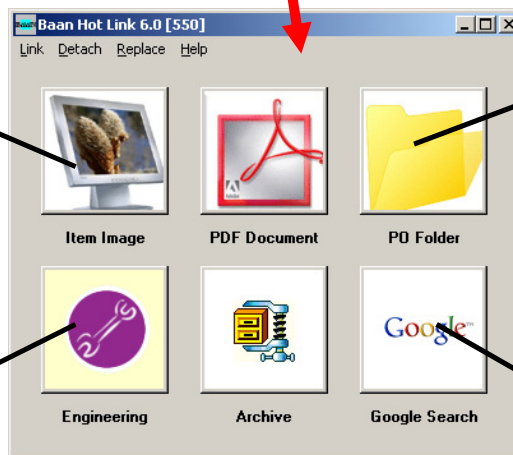 Baan Hot Link 6.0 [550]
Link Detach Replace Help
Item Image PDF Document PO Folder
Google™
Engineering Archive Google Search